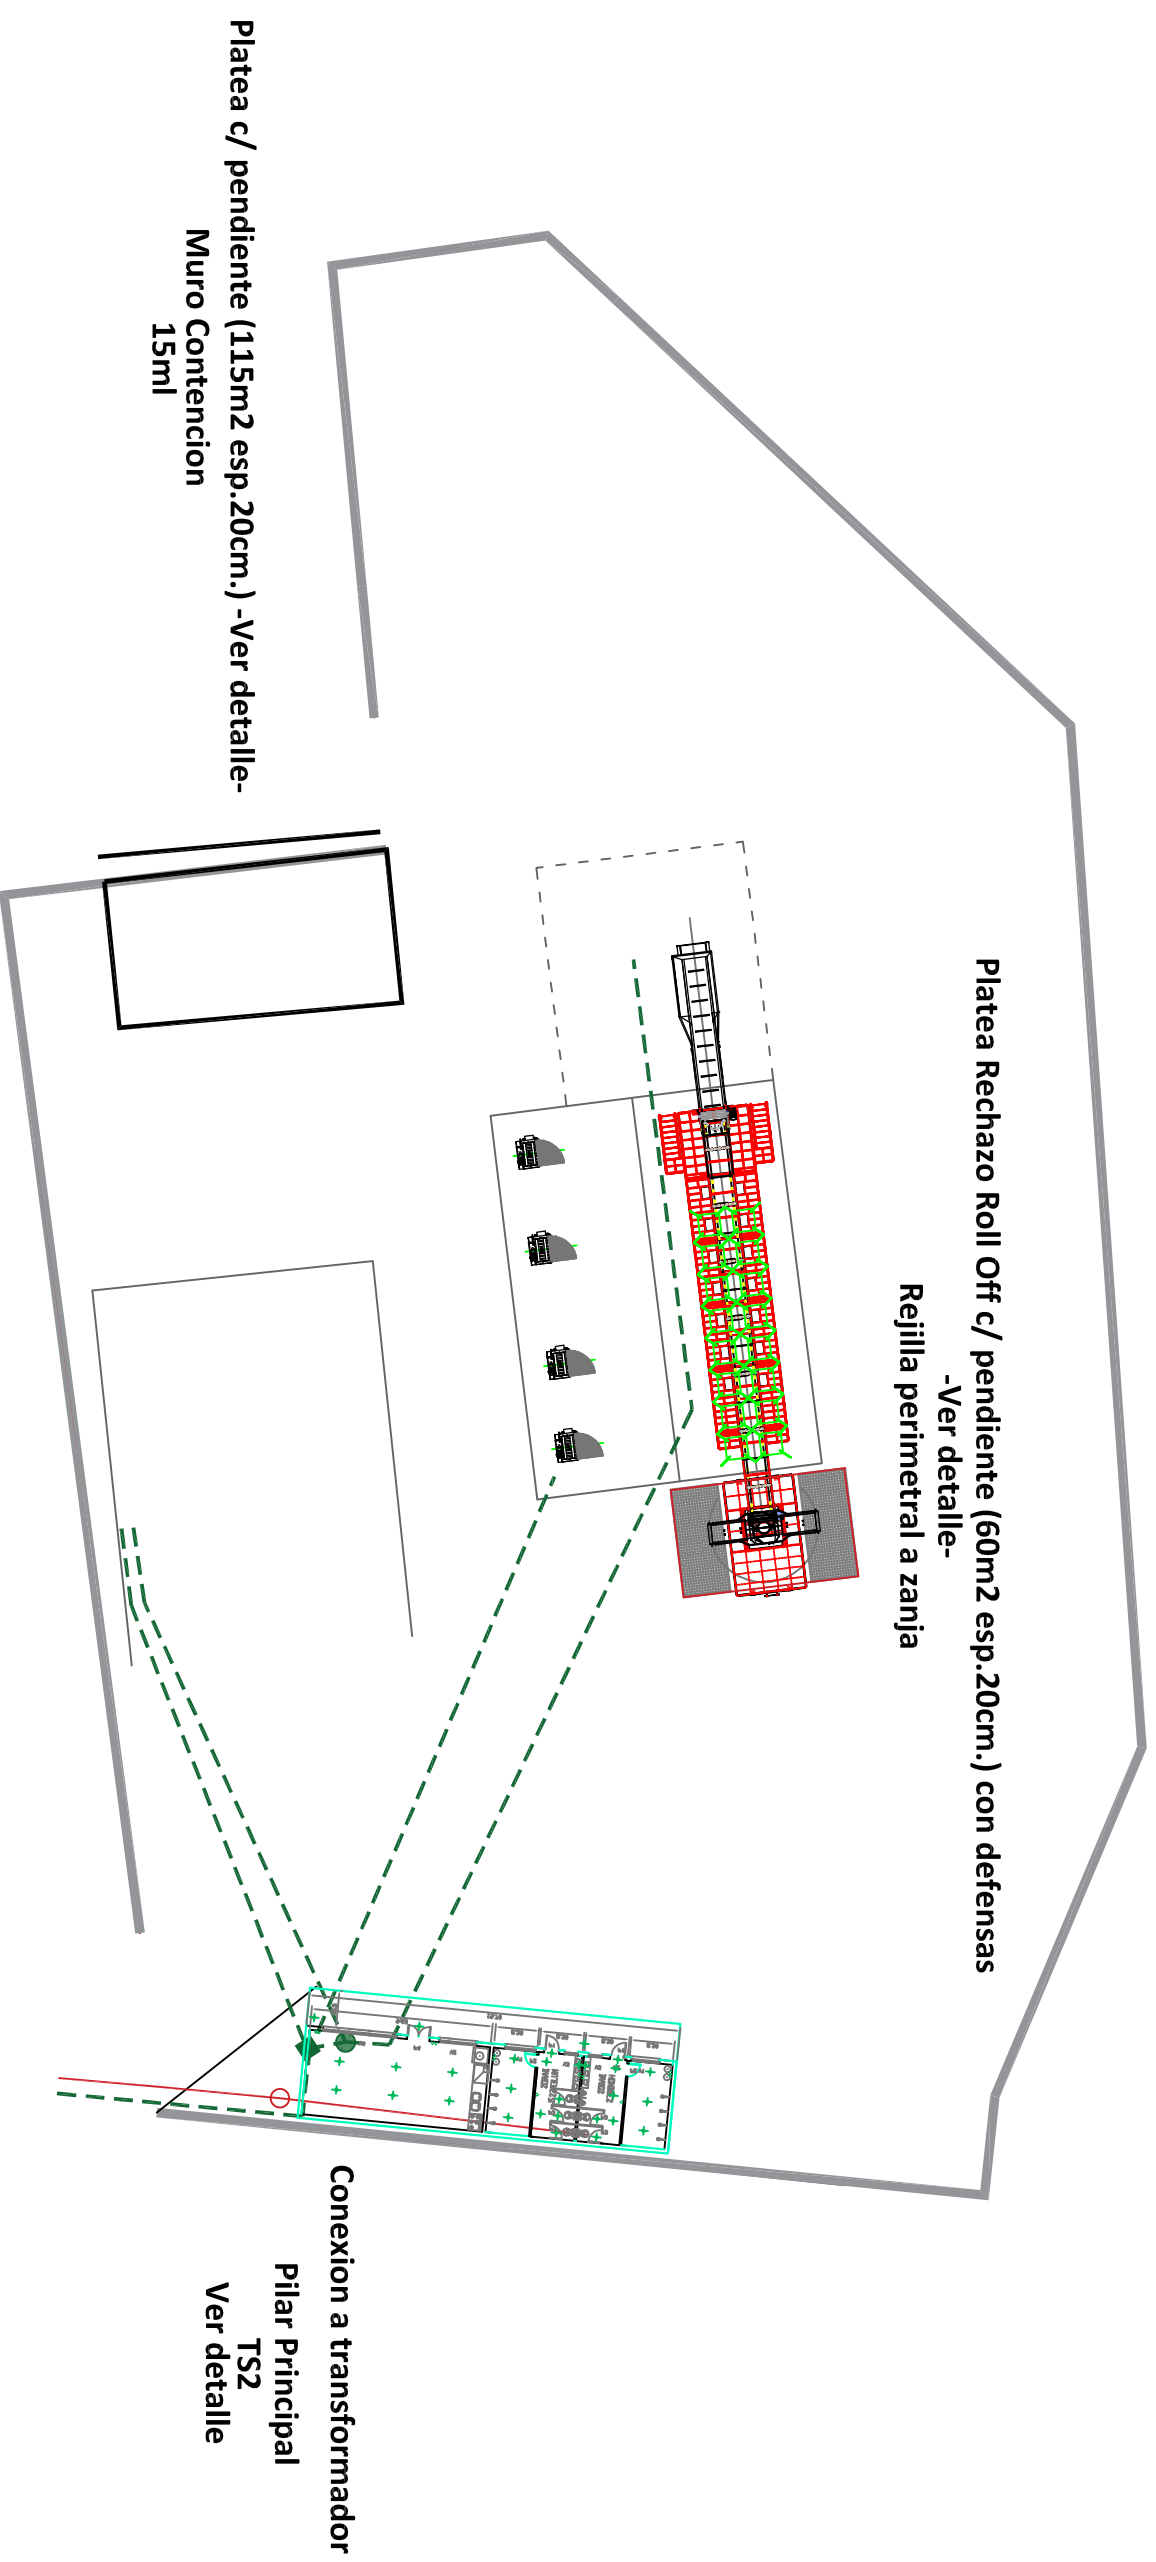 Platea Rechazo Roll Off c/ pendiente (60m2 esp.20cm.) con defensas
-Ver detalle-
Rejilla perimetral a zanja
Platea c/ pendiente (115m2 esp.20cm.) -Ver detalle-
Muro Contencion
15ml
Conexion a transformador
Pilar Principal
TS2
Ver detalle